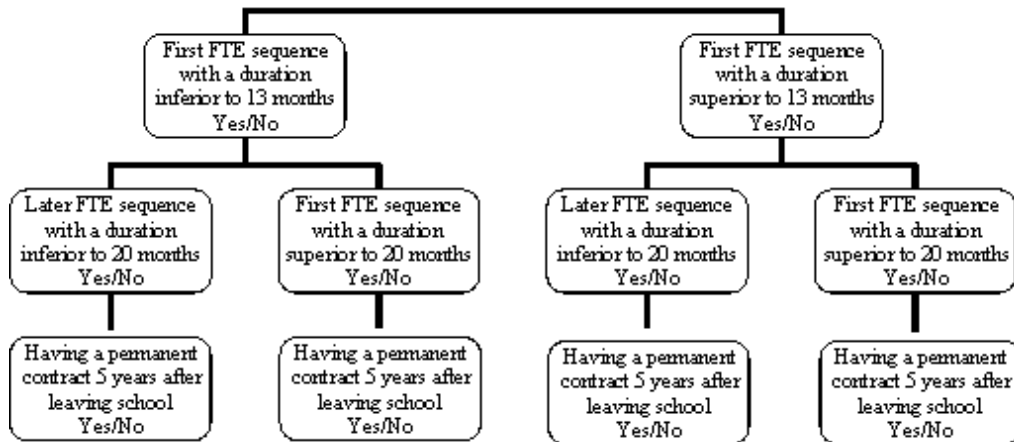 First FTE sequence
with a duration
inferior to 13 months
Yes/No
First FTE sequence
with a duration
superior to 13 months
Yes/No
Later FTE sequence
with a duration
inferior to 20 months
Yes/No
First FTE sequence
with a duration
superior to 20 months
Yes/No
Later FTE sequence
with a duration
inferior to 20 months
Yes/No
First FTE sequence
with a duration
superior to 20 months
Yes/No
Having a permanent
contract 5 years after
leaving school
Yes/No
Having a permanent
contract 5 years after
leaving school
Yes/No
Having a permanent
contract 5 years after
leaving school
Yes/No
Having a permanent
contract 5 years after
leaving school
Yes/No